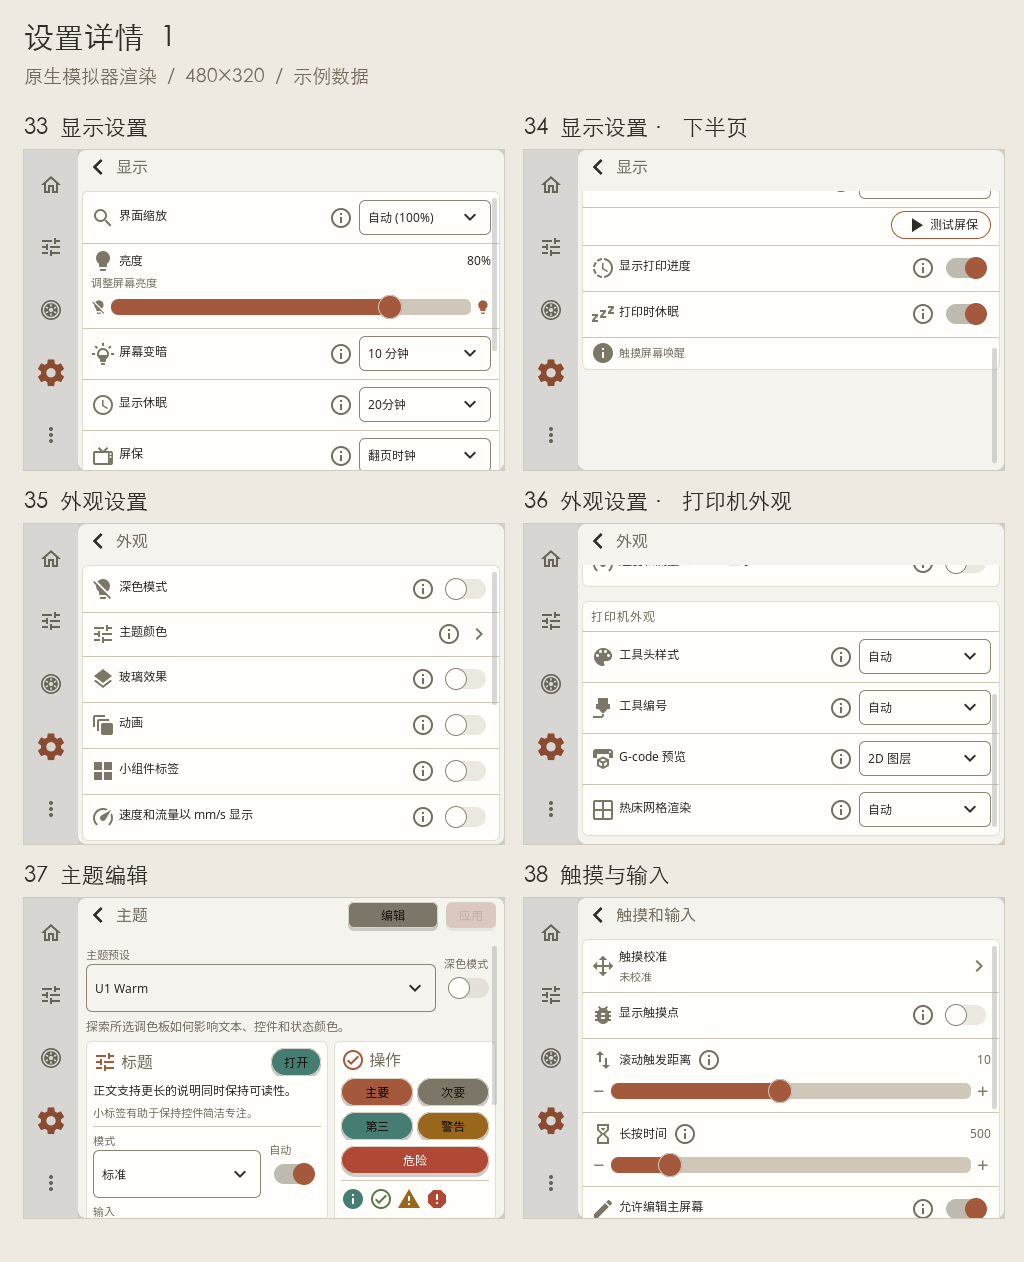 设置详情 1
原生模拟器渲染 / 480×320 / 示例数据
33 显示设置
显示
界面缩放
自动 (100%)
亮度
80%
调整屏幕亮度
屏幕变暗
10 分钟
显示休眠
20分钟
屏保
翻页时钟
34 显示设置 · 下半页
显示
测试屏保
显示打印进度
打印时休眠
触摸屏幕唤醒
35 外观设置
外观
深色模式
主题颜色
玻璃效果
动画
小组件标签
速度和流量以 mm/s 显示
36 外观设置 · 打印机外观
外观
打印机外观
工具头样式
自动
工具编号
自动
G-code 预览
2D 图层
热床网格渲染
自动
37 主题编辑
主题
编辑
应用
主题预设
深色模式
U1 Warm
探索所选调色板如何影响文本、控件和状态颜色。
标题
打开
正文支持更长的说明同时保持可读性。
小标签有助于保持控件简洁专注。
模式
自动
标准
输入
操作
主要
次要
第三
警告
危险
38 触摸与输入
触摸和输入
触摸校准
未校准
显示触摸点
滚动触发距离
10
长按时间
500
允许编辑主屏幕